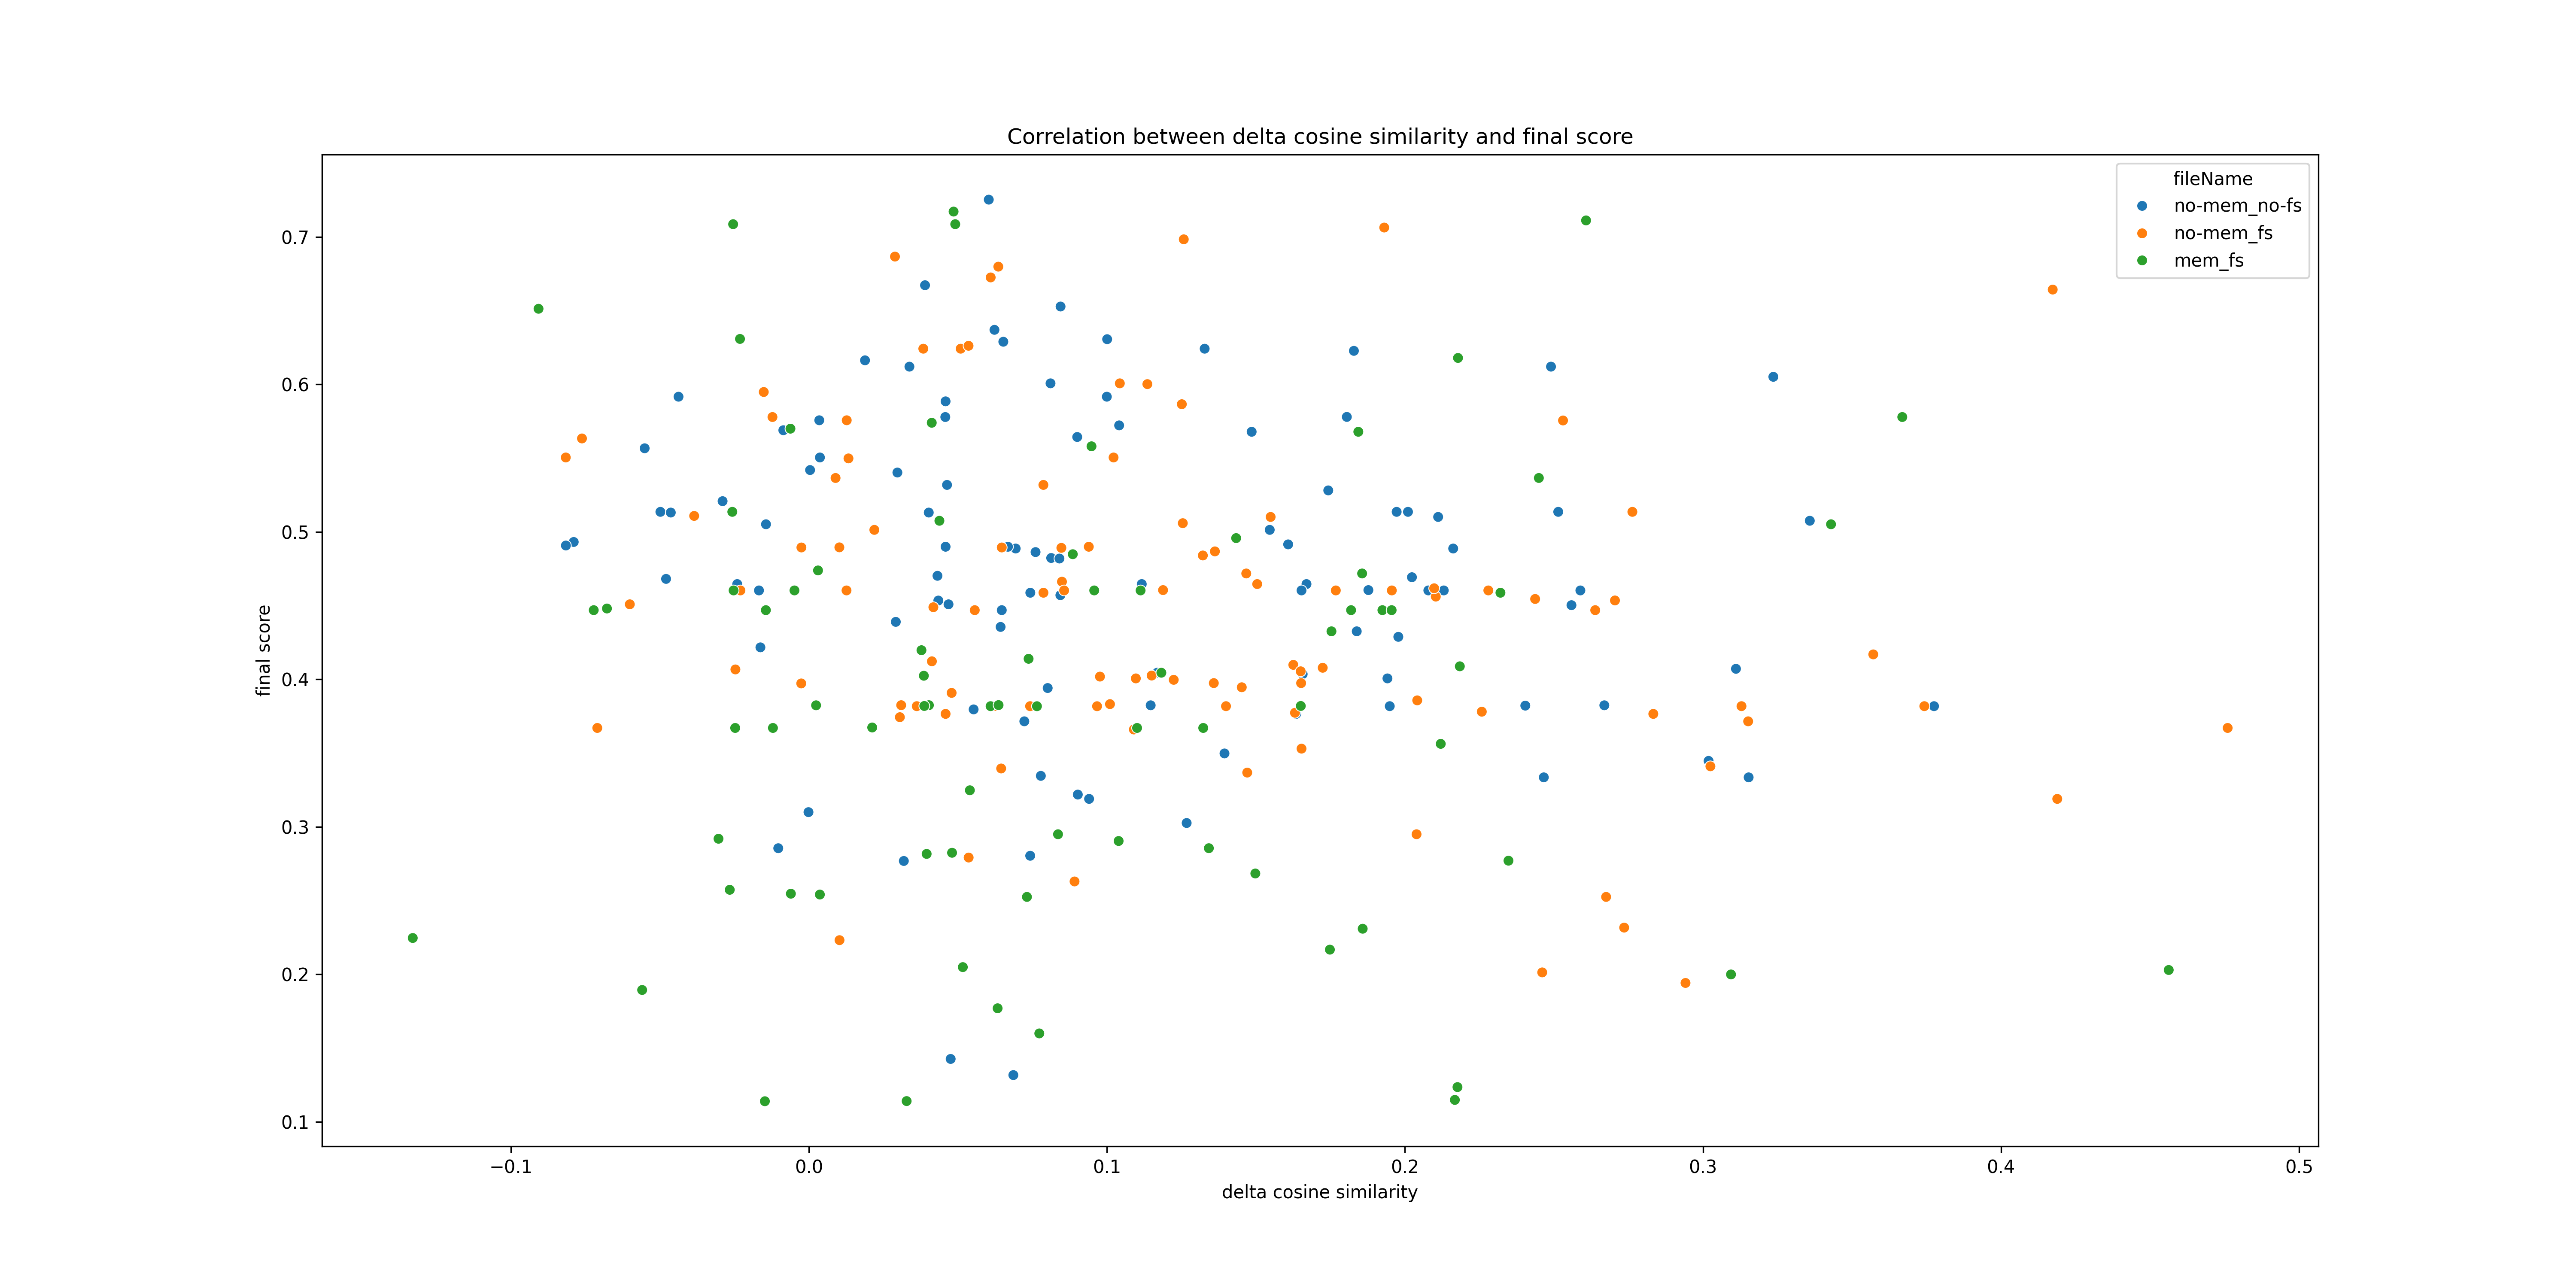 Correlation between delta cosine similarity and final score
fileName
no-mem_no-fs
no-mem_fs
mem_fs
final score
0.7
0.6
0.5
0.4
0.3
0.2
0.1
−0.1 0.0 0.1 0.2 0.3 0.4 0.5
delta cosine similarity